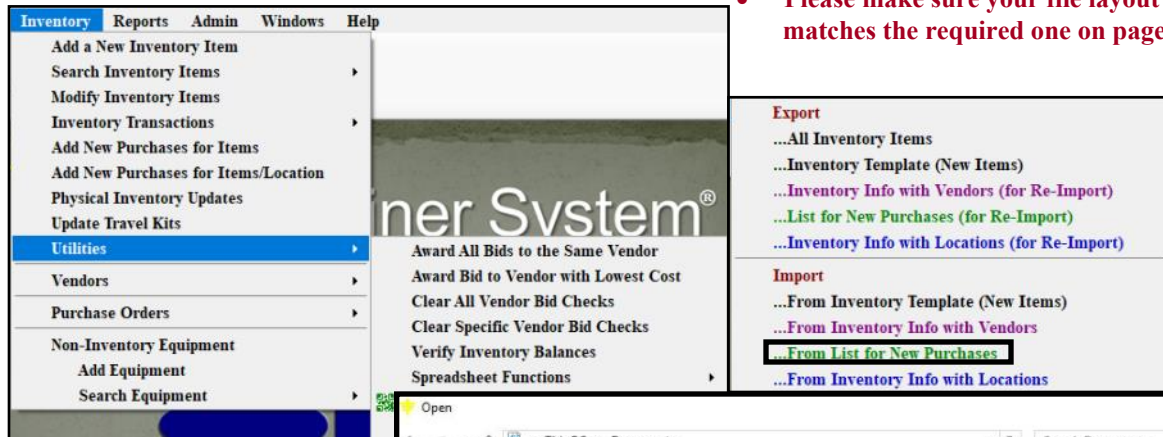 • Please make sure your file layout
matches the required one on page
Inventory Reports Admin Windows Help
Add a New Inventory Item
Search Inventory Items
Modify Inventory Items
Inventory Transactions
Add New Purchases for Items
Add New Purchases for Items/Location
Physical Inventory Updates
Update Travel Kits
Utilities
Vendors
Purchase Orders
Non-Inventory Equipment
Add Equipment
Search Equipment
iner System®
Award All Bids to the Same Vendor
Award Bid to Vendor with Lowest Cost
Clear All Vendor Bid Checks
Clear Specific Vendor Bid Checks
Verify Inventory Balances
Spreadsheet Functions
Export
...All Inventory Items
...Inventory Template (New Items)
...Inventory Info with Vendors (for Re-Import)
...List for New Purchases (for Re-Import)
...Inventory Info with Locations (for Re-Import)
Import
...From Inventory Template (New Items)
...From Inventory Info with Vendors
...From List for New Purchases
...From Inventory Info with Locations
Open